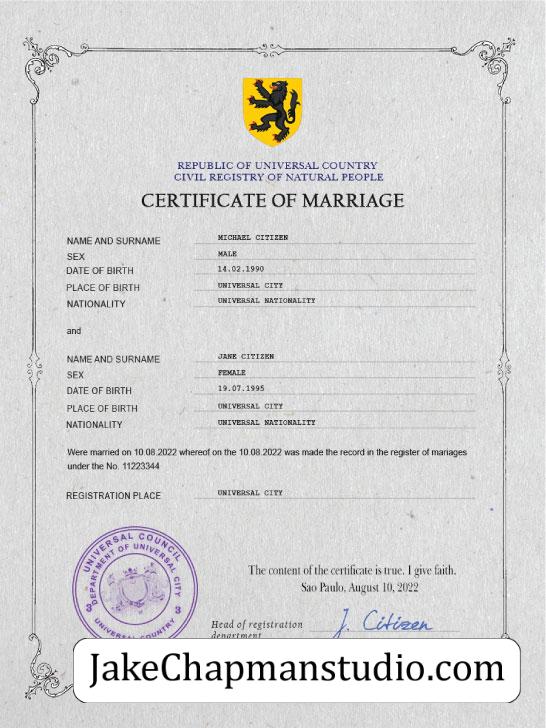 REPUBLIC OF UNIVERSAL COUNTRY
CIVIL REGISTRY OF NATURAL PEOPLE
CERTIFICATE OF MARRIAGE
NAME AND SURNAME MICHAEL CITIZEN
SEX MALE
DATE OF BIRTH 14.02.1990
PLACE OF BIRTH UNIVERSAL CITY
NATIONALITY UNIVERSAL NATIONALITY
and
NAME AND SURNAME JANE CITIZEN
SEX FEMALE
DATE OF BIRTH 19.07.1995
PLACE OF BIRTH UNIVERSAL CITY
NATIONALITY UNIVERSAL NATIONALITY
Were married on 10.08.2022 whereof on the 10.08.2022 was made the record in the register of mariages
under the No. 11223344
REGISTRATION PLACE UNIVERSAL CITY
UNIVERSAL COUNCIL
DEPARTMENT OF UNIVERSAL CITY
3 3
UNIVERSAL COUNTRY
The content of the certificate is true. I give faith.
Sao Paulo, August 10, 2022
Head of registration J. Citizen
department
JakeChapmanstudio.com